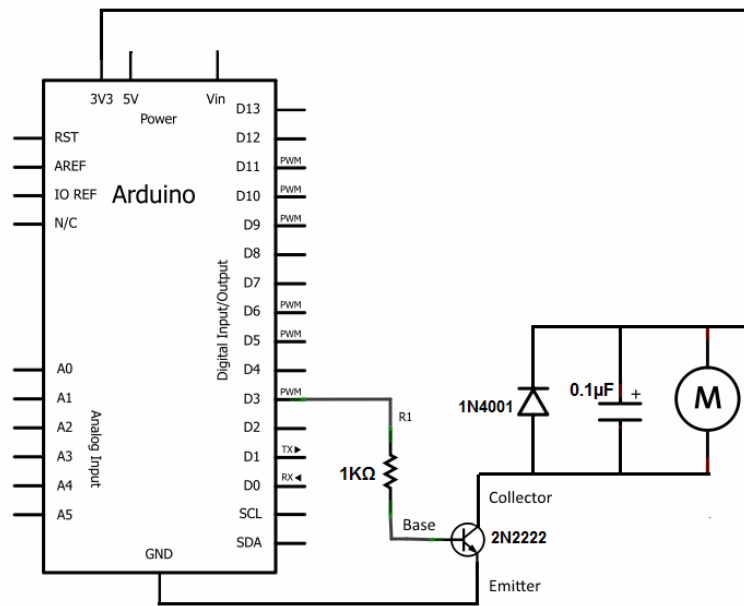 3V3 5V Vin
Power
RST
AREF
IO REF
N/C
Arduino
D13
D12
D11 PWM
D10 PWM
D9 PWM
D8
D7
D6 PWM
D5 PWM
D4
D3 PWM
D2
D1 TX▶
D0 RX◀
SCL
SDA
Digital Input/Output
A0
A1
A2
A3
A4
A5
Analog Input
GND
R1
1KΩ
Base
Collector
2N2222
Emitter
1N4001
0.1µF +
M